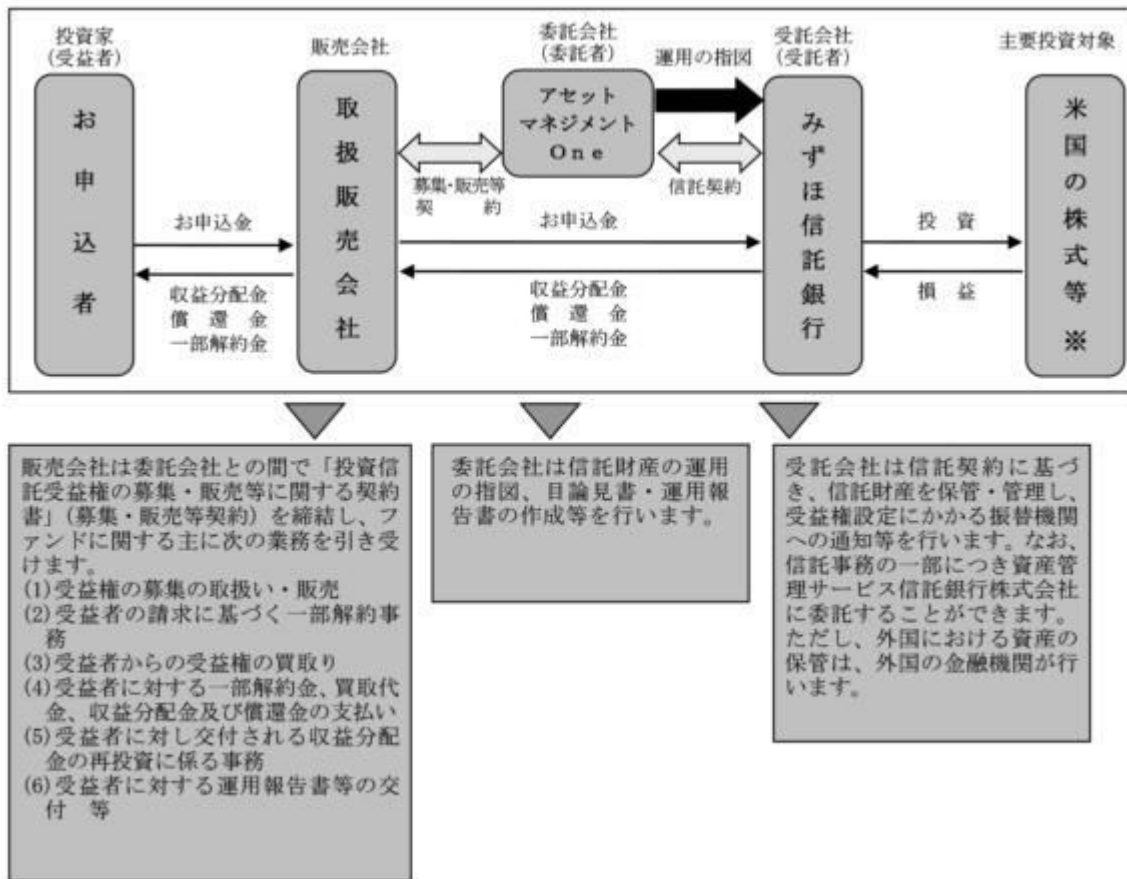 投資家
(受益者)
販売会社
委託会社
(委託者)
運用の指図
受託会社
(受託者)
主要投資対象
お申込者
取扱販売会社
アセット
マネジメント
One
みずほ信託銀行
米国の株式等※
募集・販売等
契　約
信託契約
お申込金
お申込金
投　資
収益分配金
償　還　金
一部解約金
収益分配金
償　還　金
一部解約金
損　益
販売会社は委託会社との間で「投資信
託受益権の募集・販売等に関する契約
書」(募集・販売等契約)を締結し、フ
ァンドに関する主に次の業務を引き受
けます。
(1)受益権の募集の取扱い・販売
(2)受益者の請求に基づく一部解約事
務
(3)受益者からの受益権の買取り
(4)受益者に対する一部解約金、買取代
金、収益分配金及び償還金の支払い
(5)受益者に対し交付される収益分配
金の再投資に係る事務
(6)受益者に対する運用報告書等の交
付　等
委託会社は信託財産の運用
の指図、目論見書・運用報
告書の作成等を行います。
受託会社は信託契約に基づ
き、信託財産を保管・管理し、
受益権設定にかかる振替機関
への通知等を行います。なお、
信託事務の一部につき資産管
理サービス信託銀行株式会社
に委託することができます。
ただし、外国における資産の
保管は、外国の金融機関が行
います。